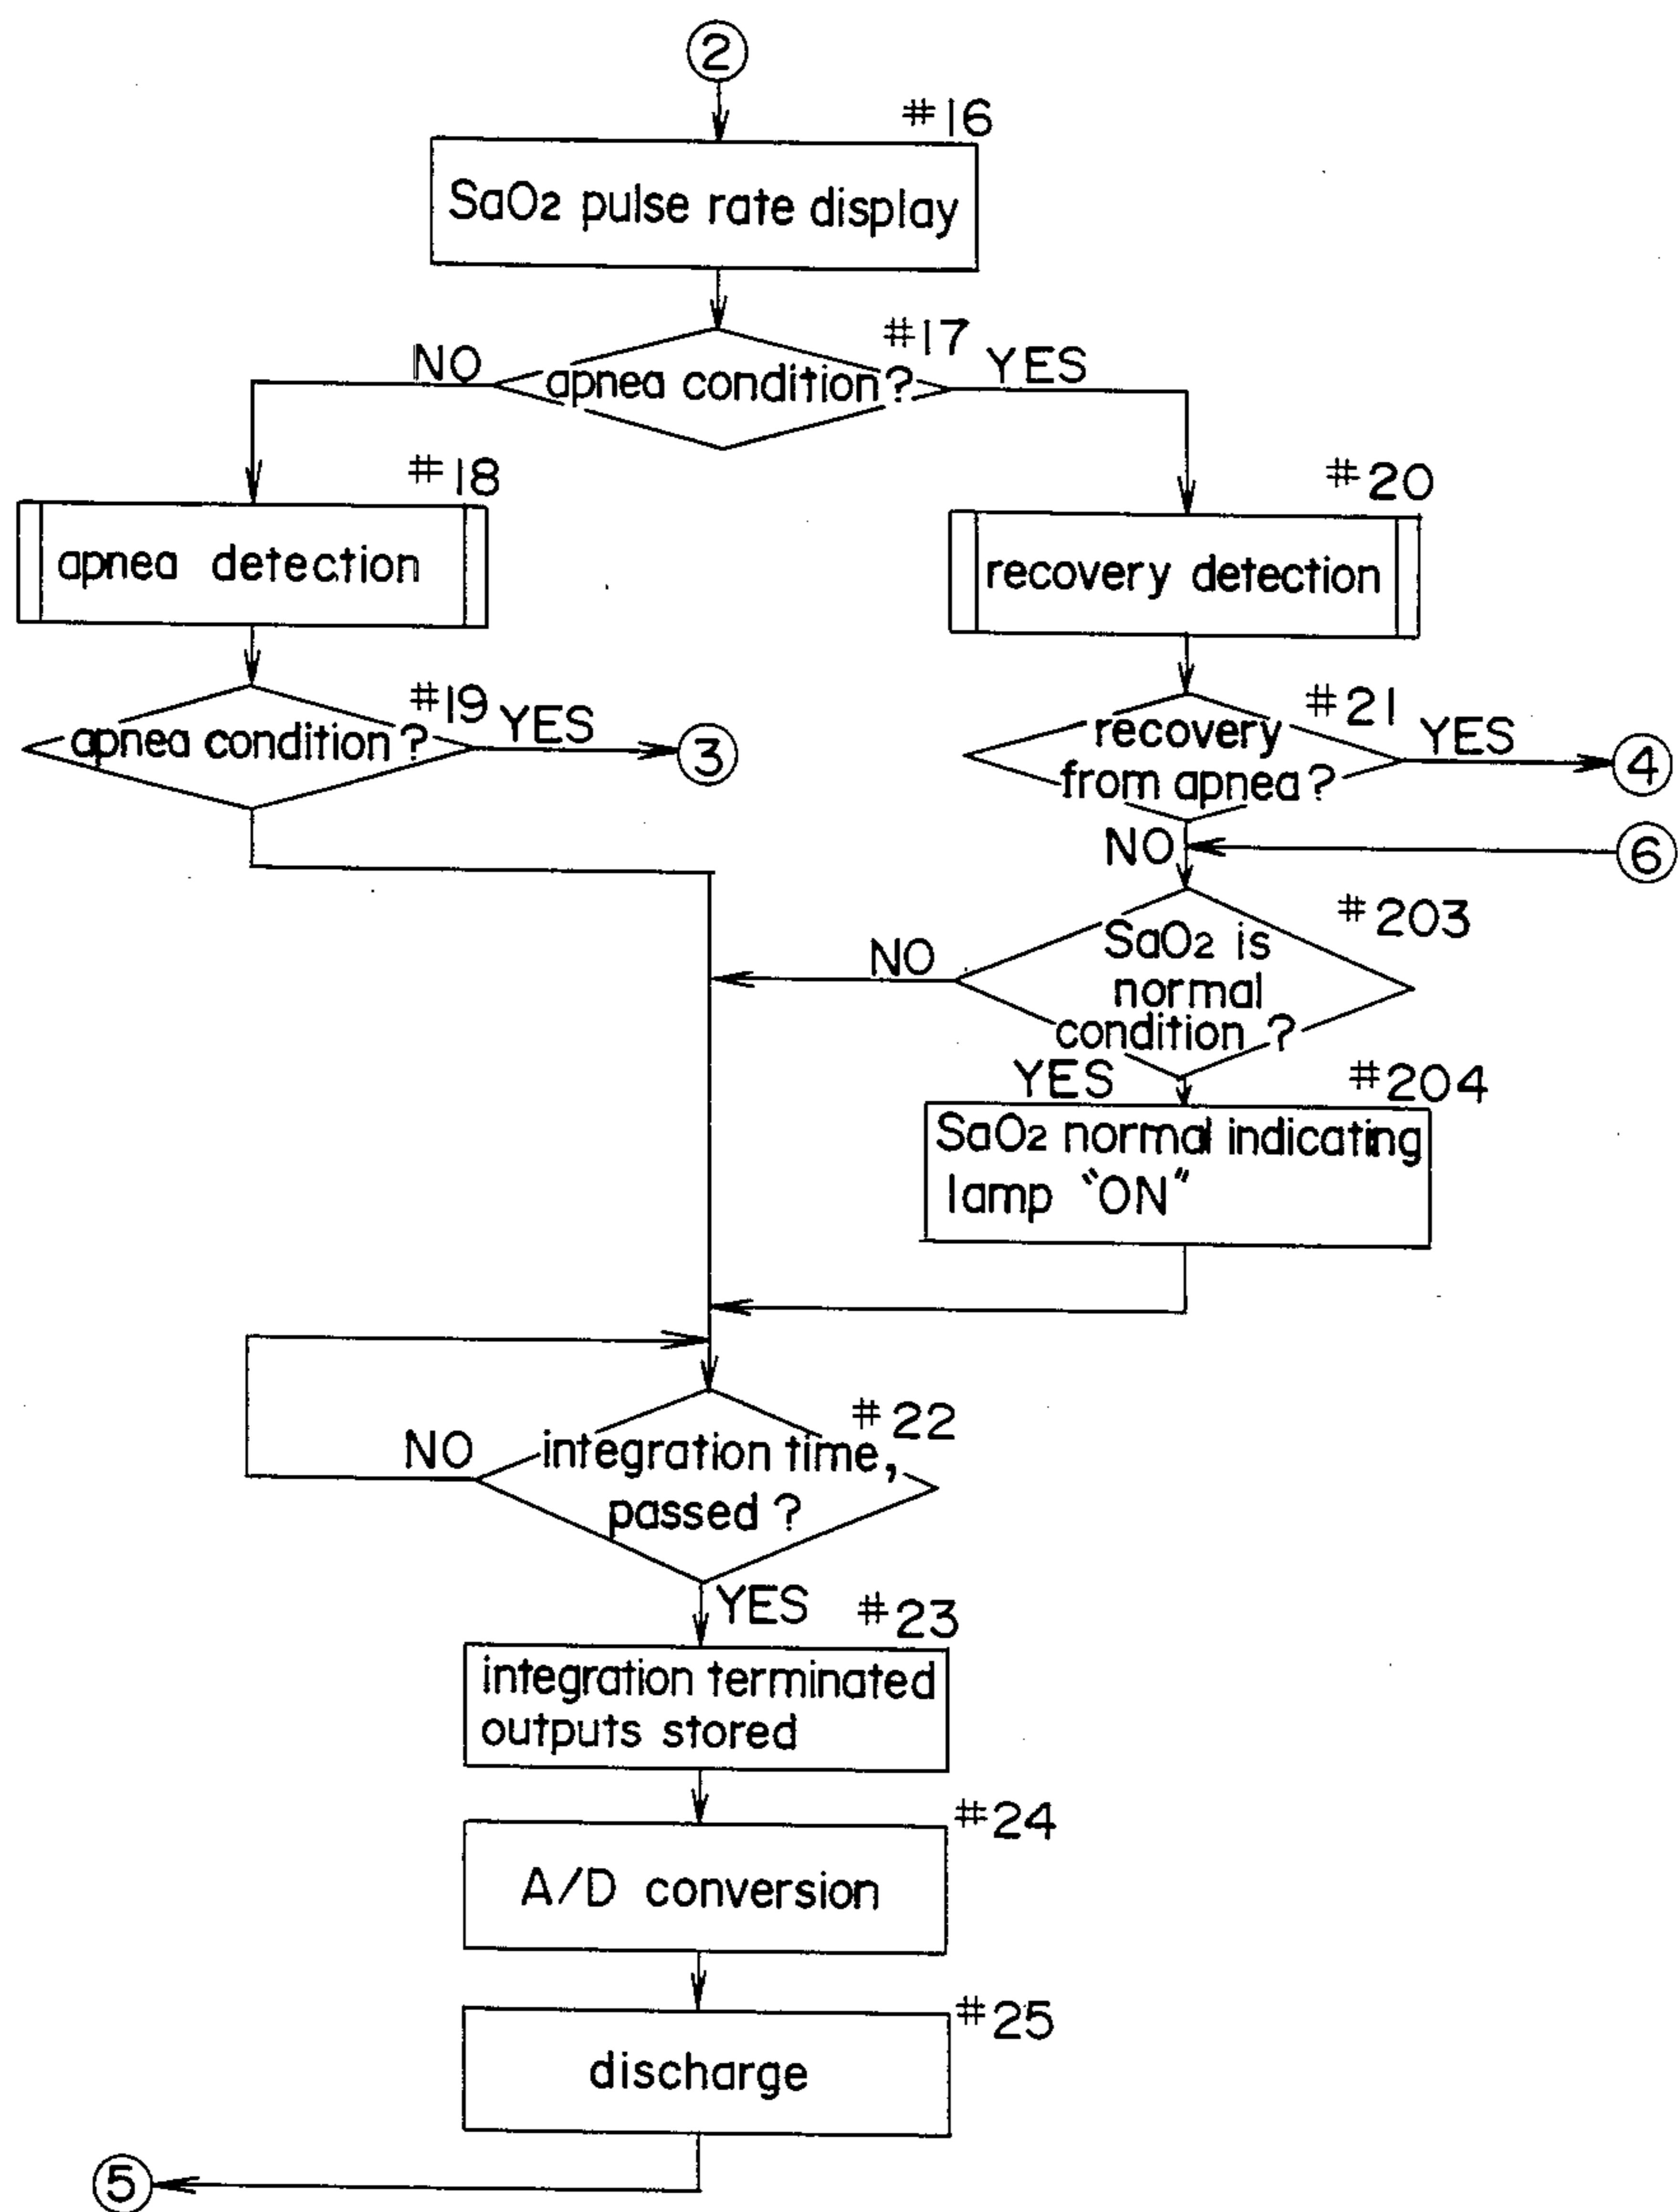 2
#16
SaO2 pulse rate display
#17
NO
apnea condition?
YES
#18
apnea detection
#20
recovery detection
#19
apnea condition?
YES
3
#21
recovery
from apnea?
YES
4
NO
6
#203
SaO2 is
normal
condition ?
NO
YES
#204
SaO2 normal indicating
lamp "ON"
#22
integration time,
passed ?
NO
YES
#23
integration terminated
outputs stored
#24
A/D conversion
#25
discharge
5